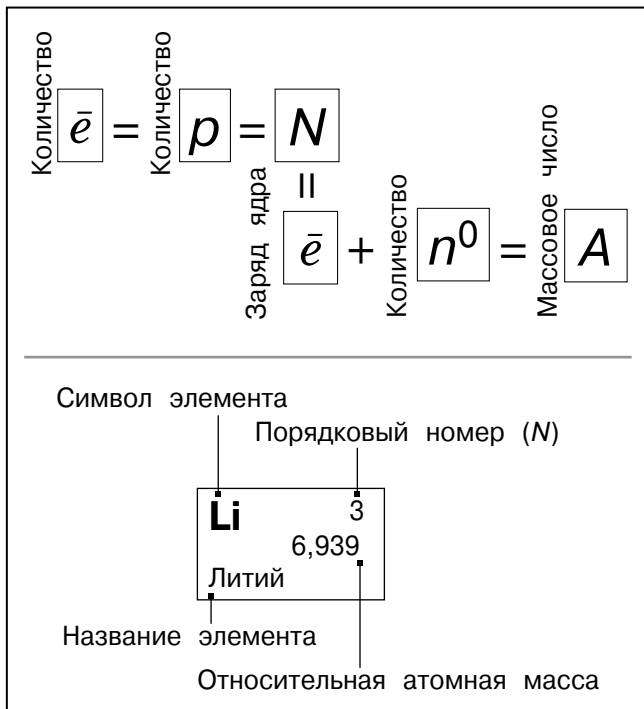 Количество ē = Количество p = N
=
Заряд ядра ē + Количество n⁰ = Массовое число A
Символ элемента
Порядковый номер (N)
Li 3
6,939
Литий
Название элемента
Относительная атомная масса